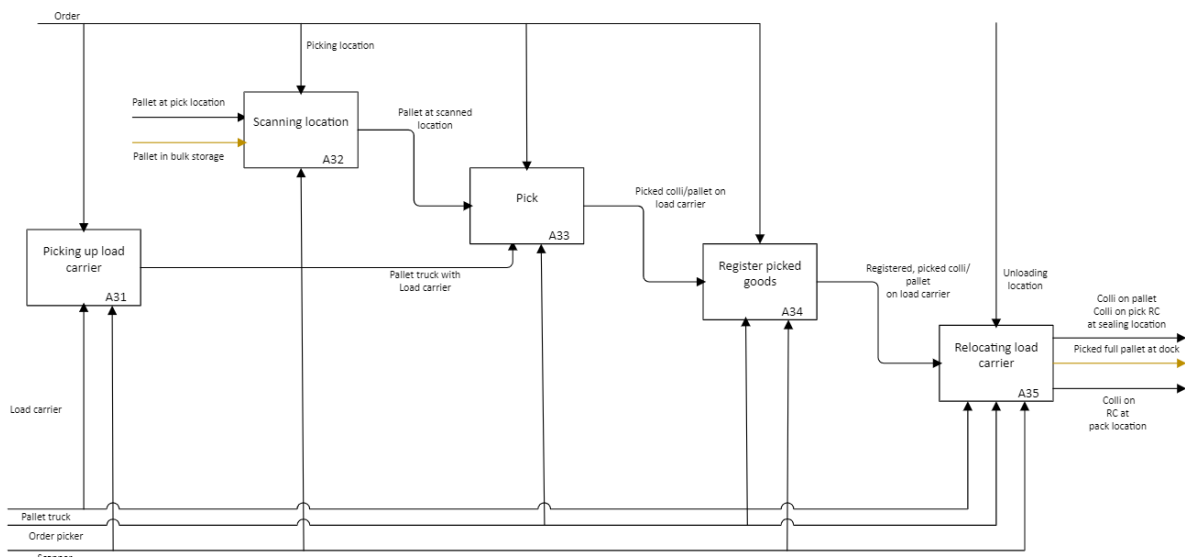 Order
Picking location
Pallet at pick location
Scanning location
Pallet in bulk storage
A32
Pallet at scanned
location
Pick
A33
Picked colli/pallet on
load carrier
Picking up load
carrier
A31
Pallet truck with
Load carrier
Register picked
goods
A34
Registered, picked colli/
pallet
on load carrier
Unloading
location
Relocating load
carrier
A35
Colli on pallet
Colli on pick RC
at sealing location
Picked full pallet at dock
Colli on
RC at
pack location
Load carrier
Pallet truck
Order picker